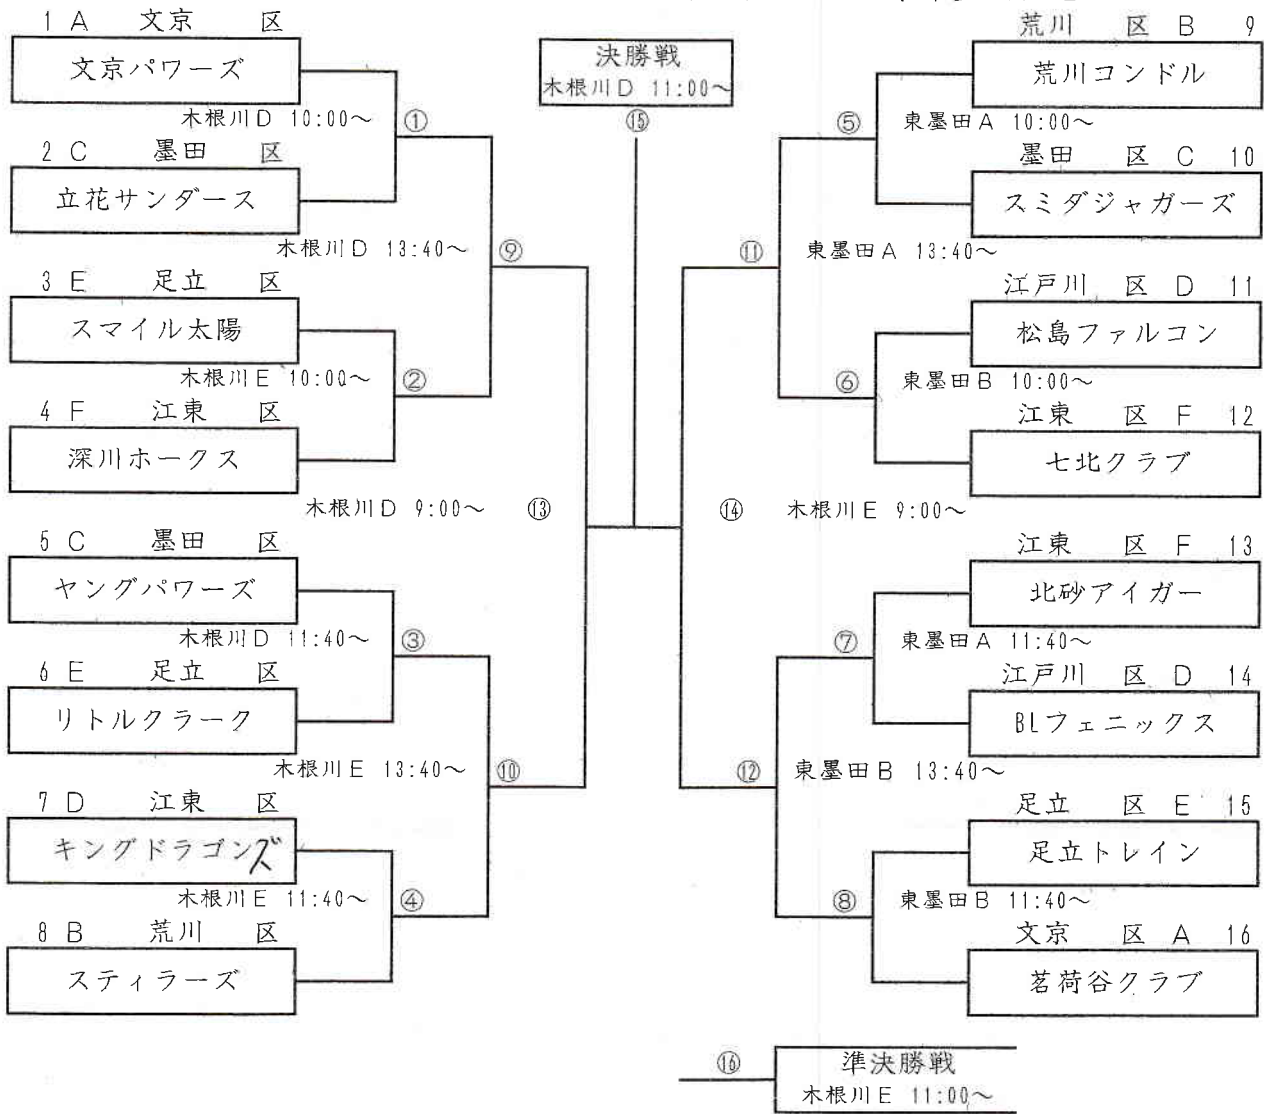 1 A 文京 区
文京パワーズ
木根川D 10:00～ ①
2 C 墨田 区
立花サンダース
木根川D 13:40～ ⑨
3 E 足立 区
スマイル太陽
木根川E 10:00～ ②
4 F 江東 区
深川ホークス
木根川D 9:00～ ⑬
5 C 墨田 区
ヤングパワーズ
木根川D 11:40～ ③
6 E 足立 区
リトルクラーク
木根川E 13:40～ ⑩
7 D 江東 区
キングドラゴンズ
木根川E 11:40～ ④
8 B 荒川 区
スティラーズ
決勝戦
木根川D 11:00～
⑮
荒川 区 B 9
荒川コンドル
⑤ 東墨田A 10:00～
墨田 区 C 10
スミダジャガーズ
⑪ 東墨田A 13:40～
江戸川 区 D 11
松島ファルコン
⑥ 東墨田B 10:00～
江東 区 F 12
七北クラブ
⑭ 木根川E 9:00～
江東 区 F 13
北砂アイガー
⑦ 東墨田A 11:40～
江戸川 区 D 14
BLフェニックス
⑫ 東墨田B 13:40～
足立 区 E 15
足立トレイン
⑧ 東墨田B 11:40～
文京 区 A 16
茗荷谷クラブ
⑯ 準決勝戦
木根川E 11:00～